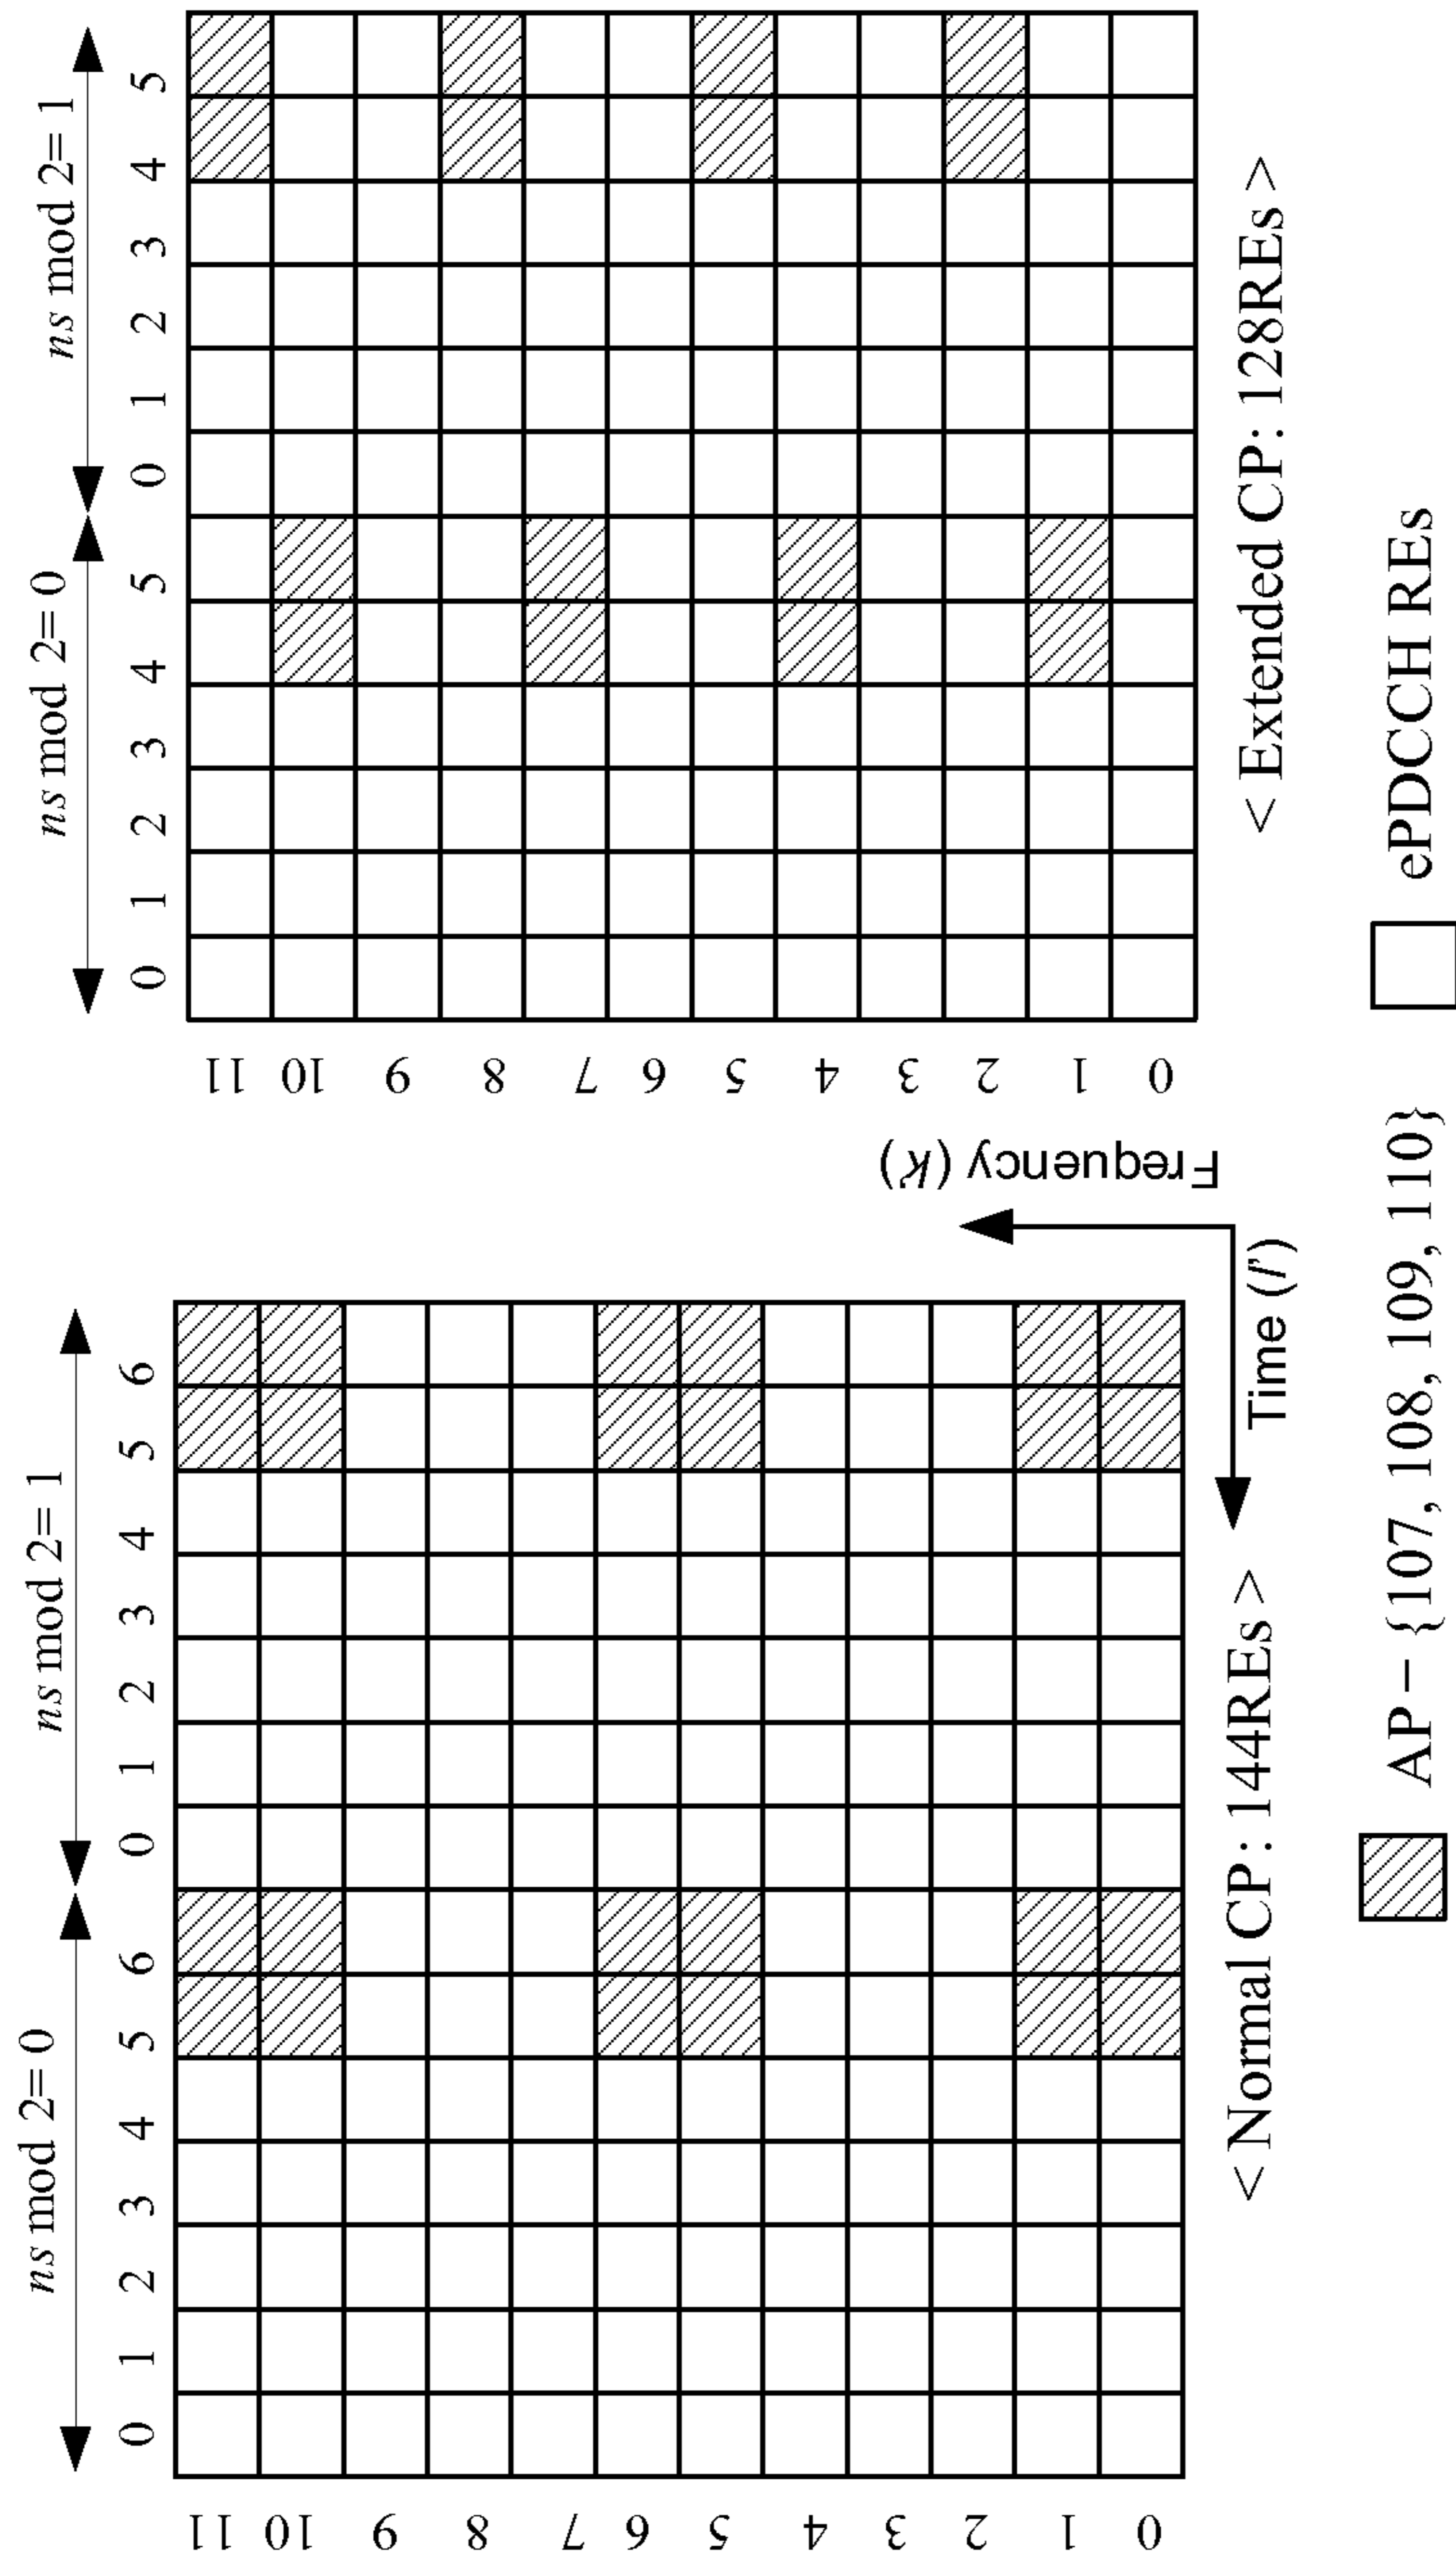 ns mod 2= 0
ns mod 2= 1
0 1 2 3 4 5 6 0 1 2 3 4 5 6
11
10
9
8
7
6
5
4
3
2
1
0
< Normal CP : 144REs >
Time (l')
Frequency (K')
ns mod 2= 0
ns mod 2= 1
0 1 2 3 4 5 0 1 2 3 4 5
11
10
9
8
7
6
5
4
3
2
1
0
< Extended CP : 128REs >
AP – {107, 108, 109, 110}
ePDCCH REs